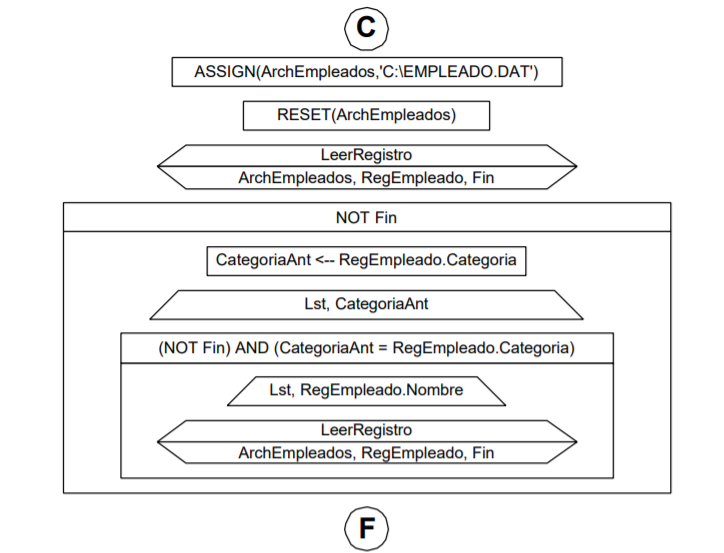 C
ASSIGN(ArchEmpleados,'C:\EMPLEADO.DAT')
RESET(ArchEmpleados)
LeerRegistro
ArchEmpleados, RegEmpleado, Fin
NOT Fin
CategoriaAnt <-- RegEmpleado.Categoria
Lst, CategoriaAnt
(NOT Fin) AND (CategoriaAnt = RegEmpleado.Categoria)
Lst, RegEmpleado.Nombre
LeerRegistro
ArchEmpleados, RegEmpleado, Fin
F